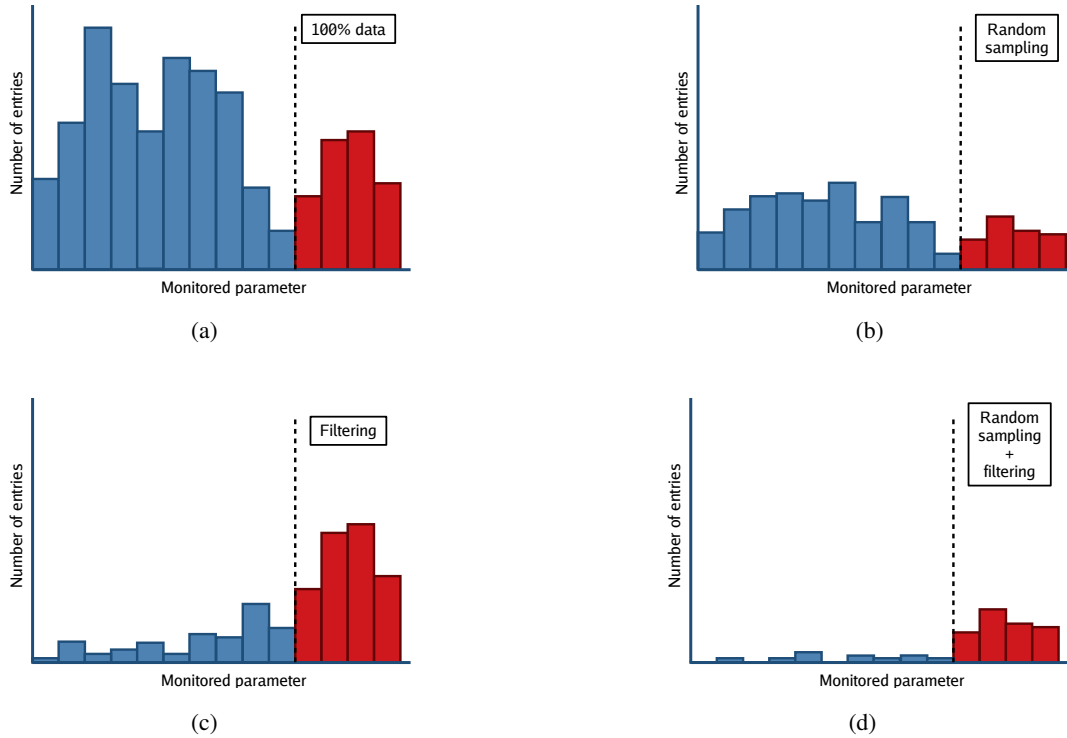 100% data
Number of entries
Monitored parameter
(a)
Random
sampling
Number of entries
Monitored parameter
(b)
Filtering
Number of entries
Monitored parameter
(c)
Random
sampling
+
filtering
Number of entries
Monitored parameter
(d)